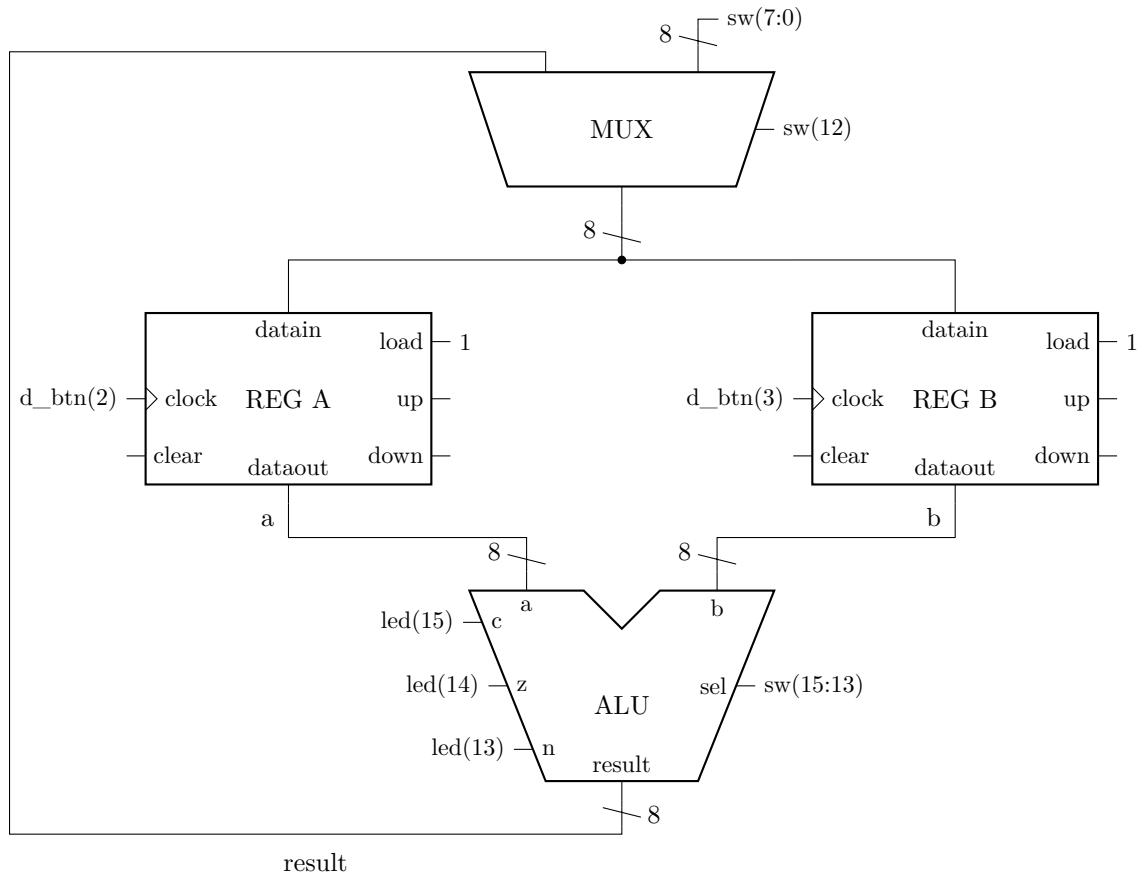 sw(7:0)
8
MUX
sw(12)
8
datain
load
1
d_btn(2)
clock
REG A
up
clear
dataout
down
datain
load
1
d_btn(3)
clock
REG B
up
clear
dataout
down
a
b
8
8
a
b
led(15)
c
led(14)
z
sel
sw(15:13)
ALU
led(13)
n
result
8
result